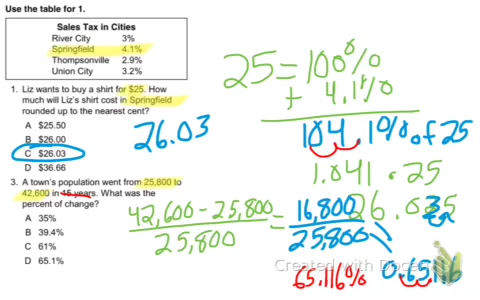 Use the table for 1.
Sales Tax in Cities
River City 3%
Springfield 4.1%
Thompsonville 2.9%
Union City 3.2%
1. Liz wants to buy a shirt for $25. How
much will Liz's shirt cost in Springfield
rounded up to the nearest cent?
A $25.50
B $26.00
C $26.03
D $36.66
26.03
25 = 100%
+ 4.1%
104.1% of 25
1.041 · 25
26.025
3. A town's population went from 25,800 to
42,600 in 15 years. What was the
percent of change?
A 35%
B 39.4%
C 61%
D 65.1%
42,600 - 25,800 = 16,800
25,800 25,800
0.65116
65.116%
Created with Doceri